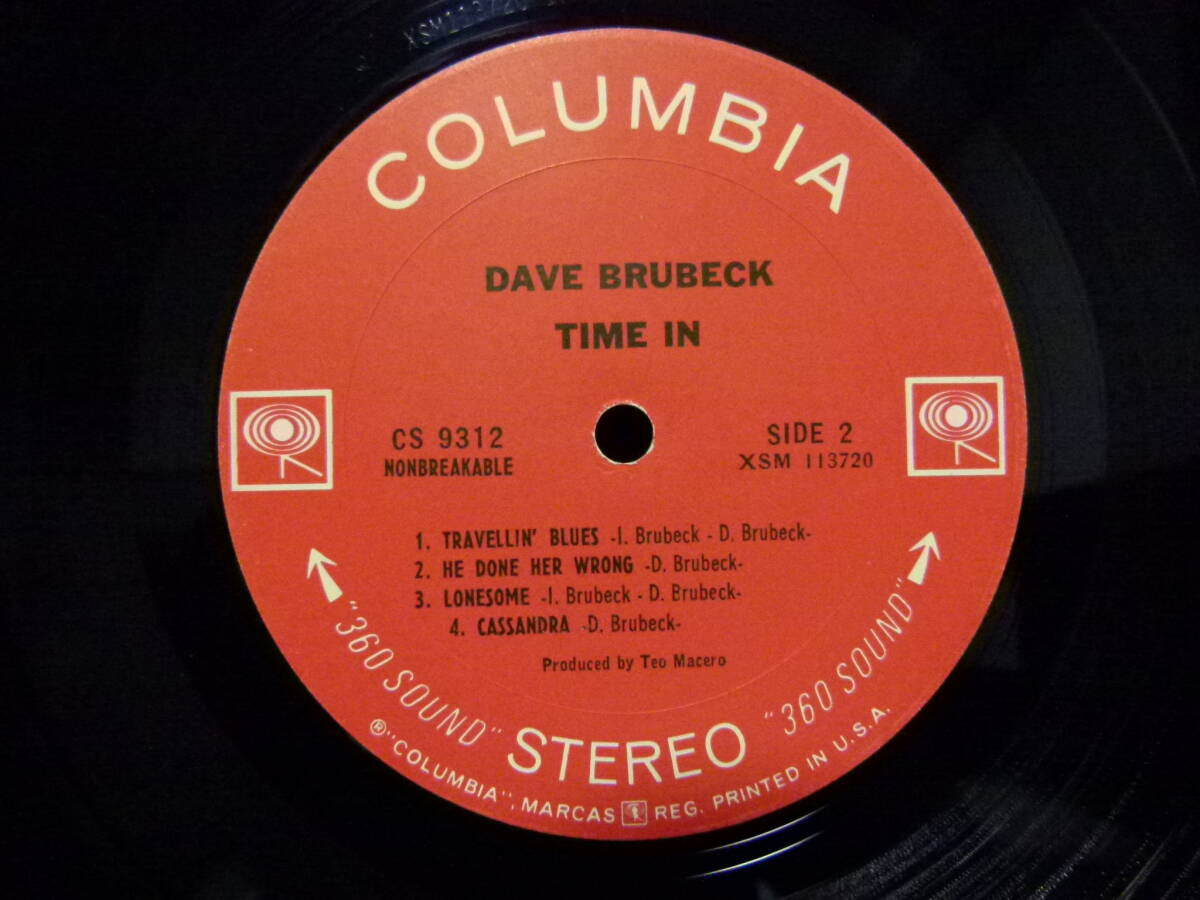 XSM113720
COLUMBIA
DAVE BRUBECK
TIME IN
CS 9312
NONBREAKABLE
SIDE 2
XSM 113720
1. TRAVELLIN' BLUES -I. Brubeck - D. Brubeck-
2. HE DONE HER WRONG -D. Brubeck-
3. LONESOME -I. Brubeck - D. Brubeck-
4. CASSANDRA -D. Brubeck-
Produced by Teo Macero
"360 SOUND" STEREO "360 SOUND"
® "COLUMBIA", MARCAS REG. PRINTED IN U.S.A.